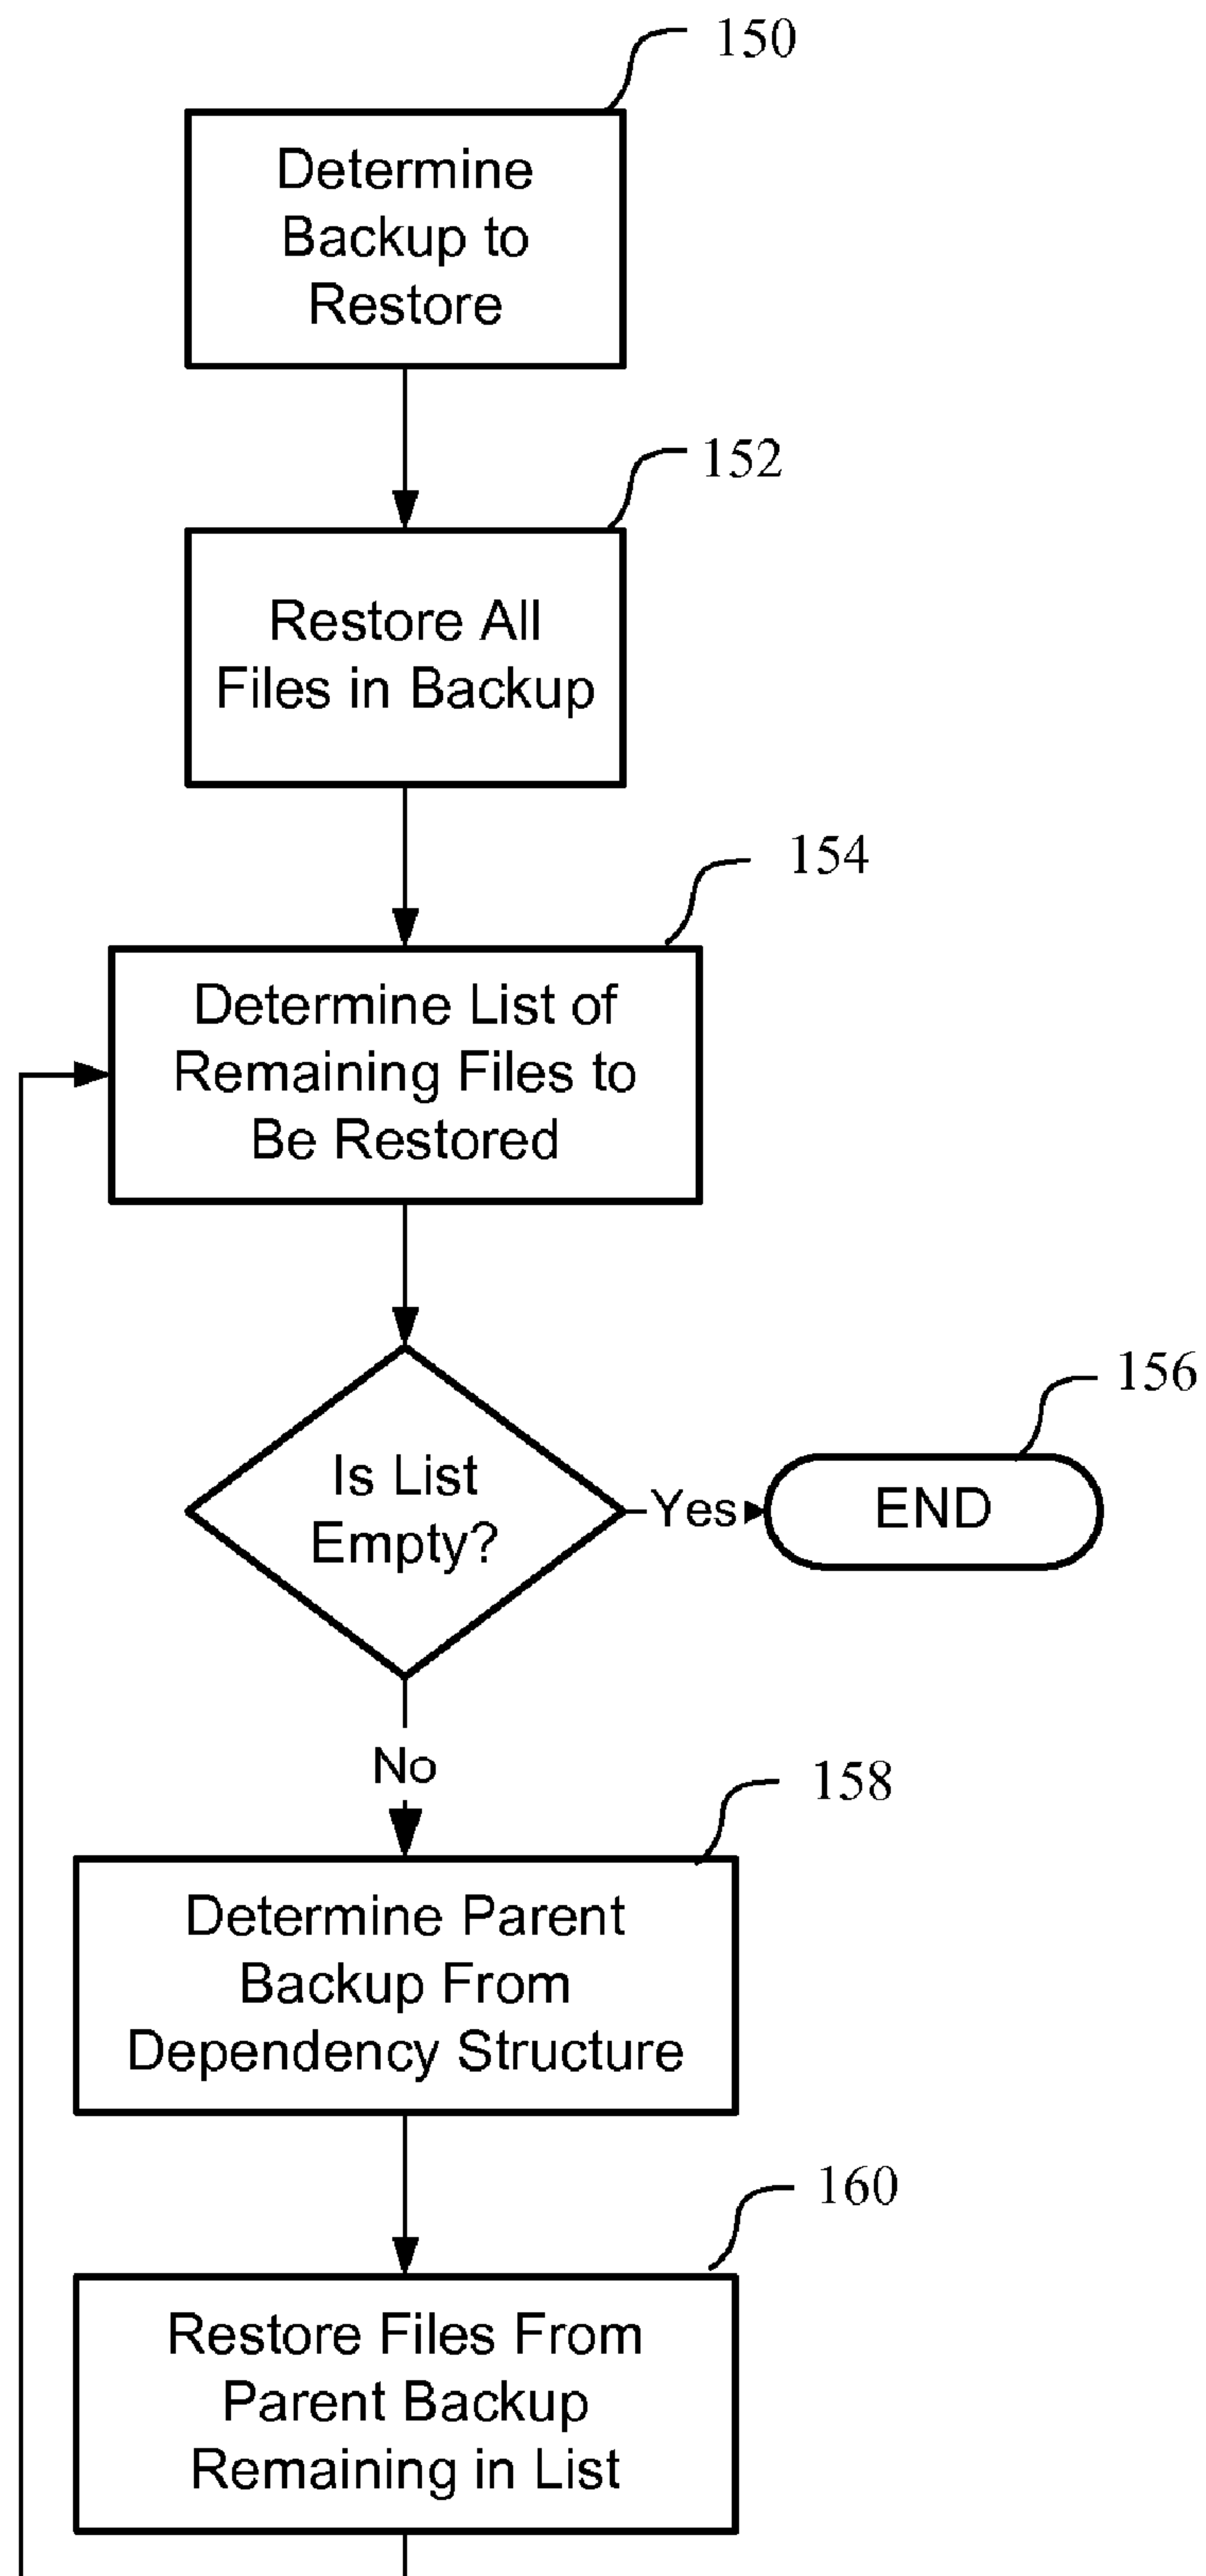 150
Determine
Backup to
Restore
152
Restore All
Files in Backup
154
Determine List of
Remaining Files to
Be Restored
156
Is List
Empty?
Yes
END
No
158
Determine Parent
Backup From
Dependency Structure
160
Restore Files From
Parent Backup
Remaining in List